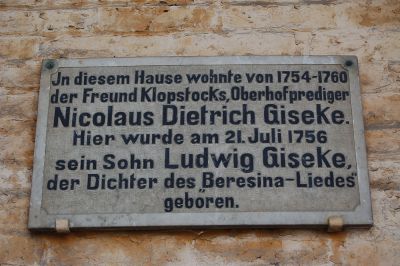 In diesem Hause wohnte von 1754-1760
der Freund Klopstocks, Oberhofprediger
Nicolaus Dietrich Giseke.
Hier wurde am 21. Juli 1756
sein Sohn Ludwig Giseke,
der Dichter des Beresina-Liedes
geboren.